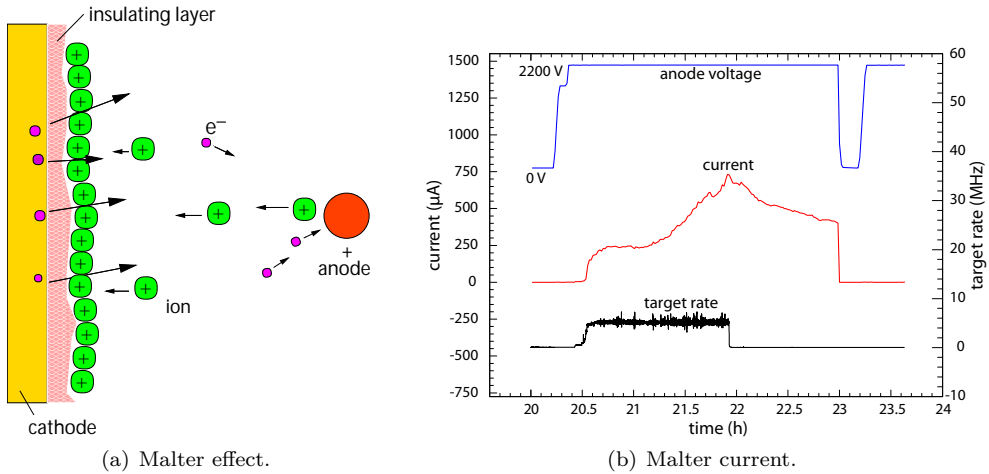 insulating layer
e⁻
+
anode
ion
cathode
(a) Malter effect.
2200 V
anode voltage
0 V
current
target rate
current (µA)
1500
1250
1000
750
500
250
0
-250
-500
-750
target rate (MHz)
60
50
40
30
20
10
0
-10
20 20.5 21 21.5 22 22.5 23 23.5 24
time (h)
(b) Malter current.